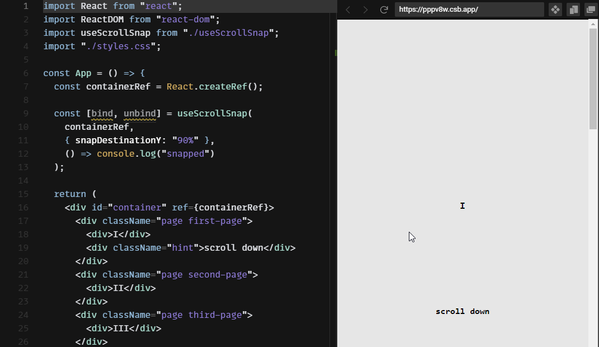 1 import React from "react";
2 import ReactDOM from "react-dom";
3 import useScrollSnap from "./useScrollSnap";
4 import "./styles.css";
5
6 const App = () => {
7 const containerRef = React.createRef();
8
9 const [bind, unbind] = useScrollSnap(
10 containerRef,
11 { snapDestinationY: "90%" },
12 () => console.log("snapped")
13 );
14
15 return (
16 <div id="container" ref={containerRef}>
17 <div className="page first-page">
18 <div>I</div>
19 <div className="hint">scroll down</div>
20 </div>
21 <div className="page second-page">
22 <div>II</div>
23 </div>
24 <div className="page third-page">
25 <div>III</div>
26 </div>
https://pppv8w.csb.app/
I
scroll down